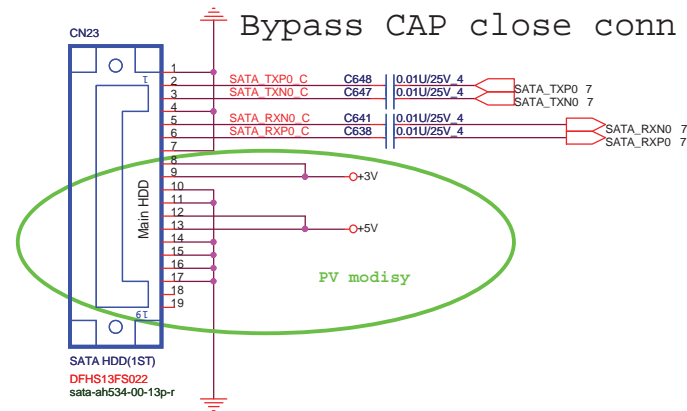 Bypass CAP close conn
CN23
1
1
2 SATA_TXP0_C C648 0.01U/25V_4 SATA_TXP0 7
3 SATA_TXN0_C C647 0.01U/25V_4 SATA_TXN0 7
4
5 SATA_RXN0_C C641 0.01U/25V_4 SATA_RXN0 7
6 SATA_RXP0_C C638 0.01U/25V_4 SATA_RXP0 7
7
8
9 +3V
10
11
12
13 +5V
14
15
16
17
18
19
Main HDD
PV modisy
19
SATA HDD(1ST)
DFHS13FS022
sata-ah534-00-13p-r